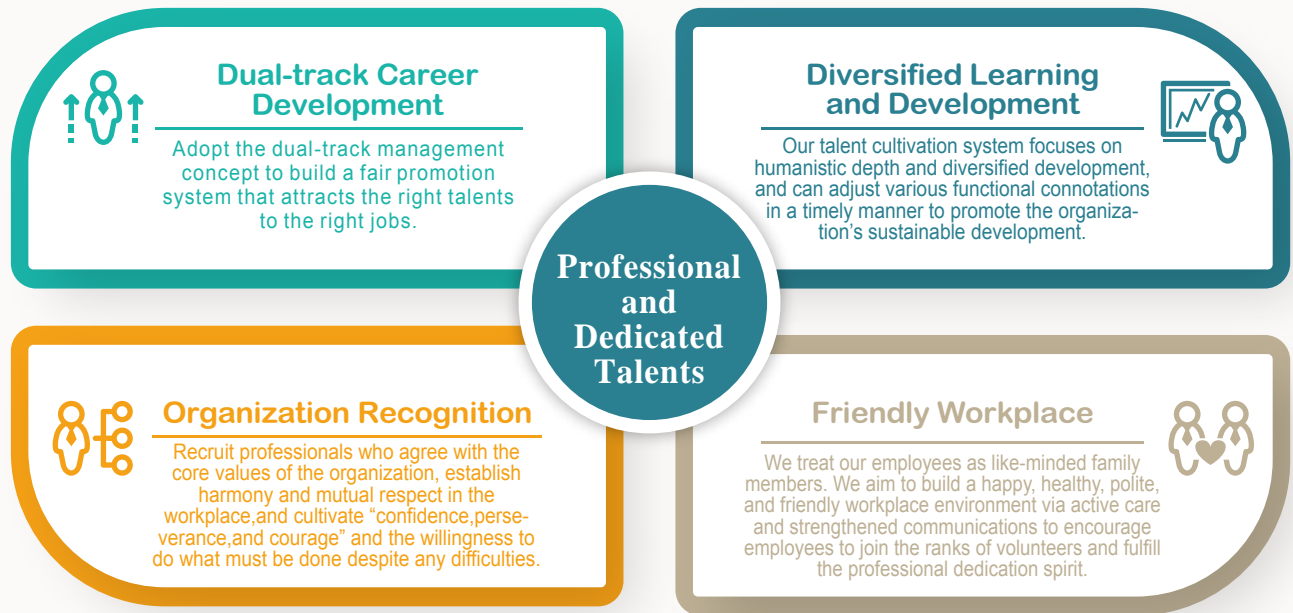 Dual-track Career
Development
Adopt the dual-track management
concept to build a fair promotion
system that attracts the right talents
to the right jobs.
Diversified Learning
and Development
Our talent cultivation system focuses on
humanistic depth and diversified development,
and can adjust various functional connotations
in a timely manner to promote the organiza-
tion’s sustainable development.
Professional
and
Dedicated
Talents
Organization Recognition
Recruit professionals who agree with the
core values of the organization, establish
harmony and mutual respect in the
workplace,and cultivate “confidence,perse-
verance,and courage” and the willingness to
do what must be done despite any difficulties.
Friendly Workplace
We treat our employees as like-minded family
members. We aim to build a happy, healthy, polite,
and friendly workplace environment via active care
and strengthened communications to encourage
employees to join the ranks of volunteers and fulfill
the professional dedication spirit.